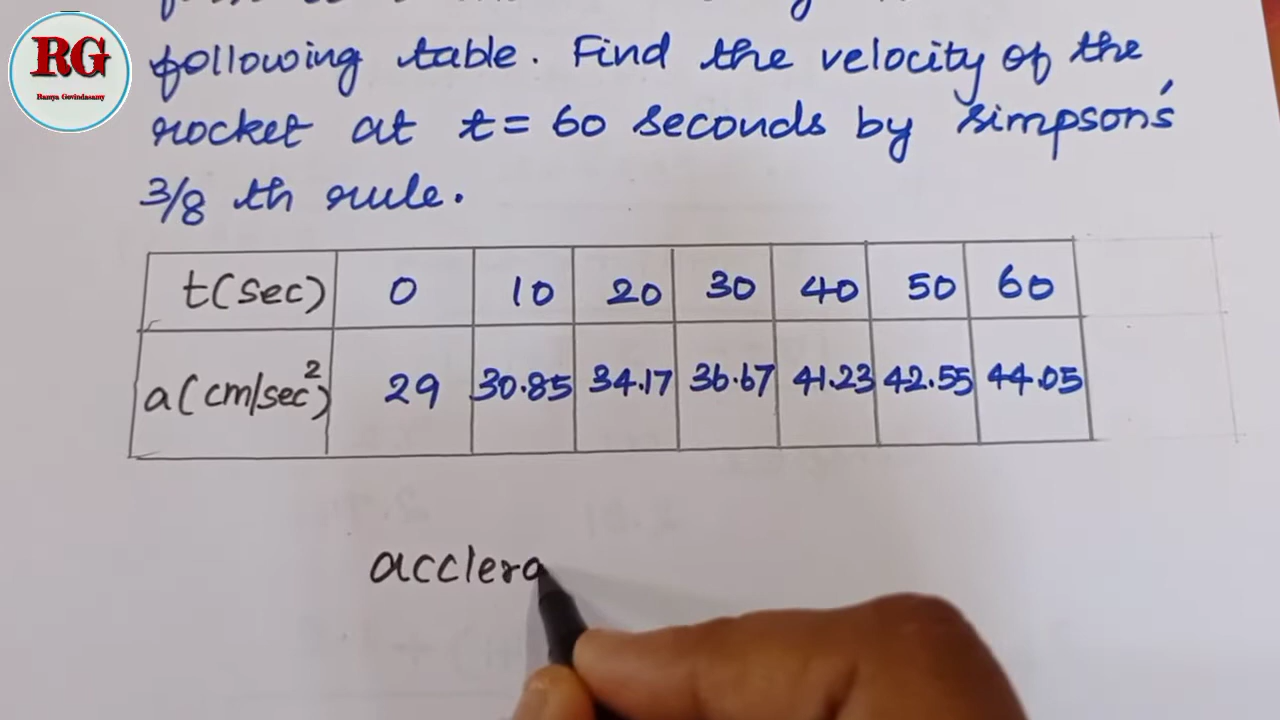 RG
Ramya Govindasamy
following table. Find the velocity of the
rocket at t = 60 seconds by simpson's
3/8 th rule.
t(sec) 0 10 20 30 40 50 60
a(cm/sec²) 29 30.85 34.17 36.67 41.23 42.55 44.05
acclera